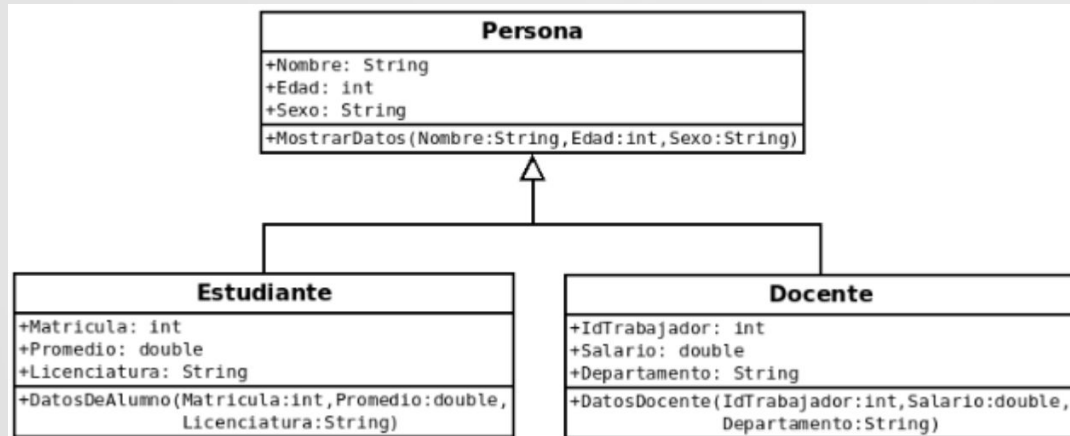 Persona
+Nombre: String
+Edad: int
+Sexo: String
+MostrarDatos(Nombre:String,Edad:int,Sexo:String)
Estudiante
+Matricula: int
+Promedio: double
+Licenciatura: String
+DatosDeAlumno(Matricula:int,Promedio:double,
Licenciatura:String)
Docente
+IdTrabajador: int
+Salario: double
+Departamento: String
+DatosDocente(IdTrabajador:int,Salario:double,
Departamento:String)